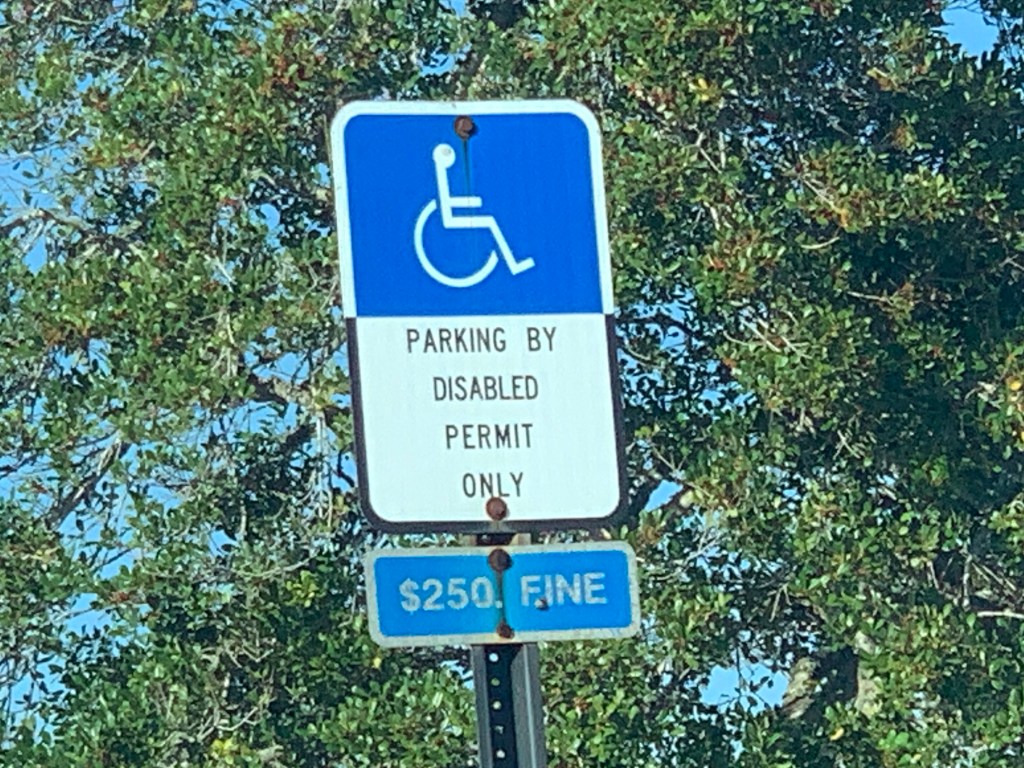 PARKING BY
DISABLED
PERMIT
ONLY
$250. FINE